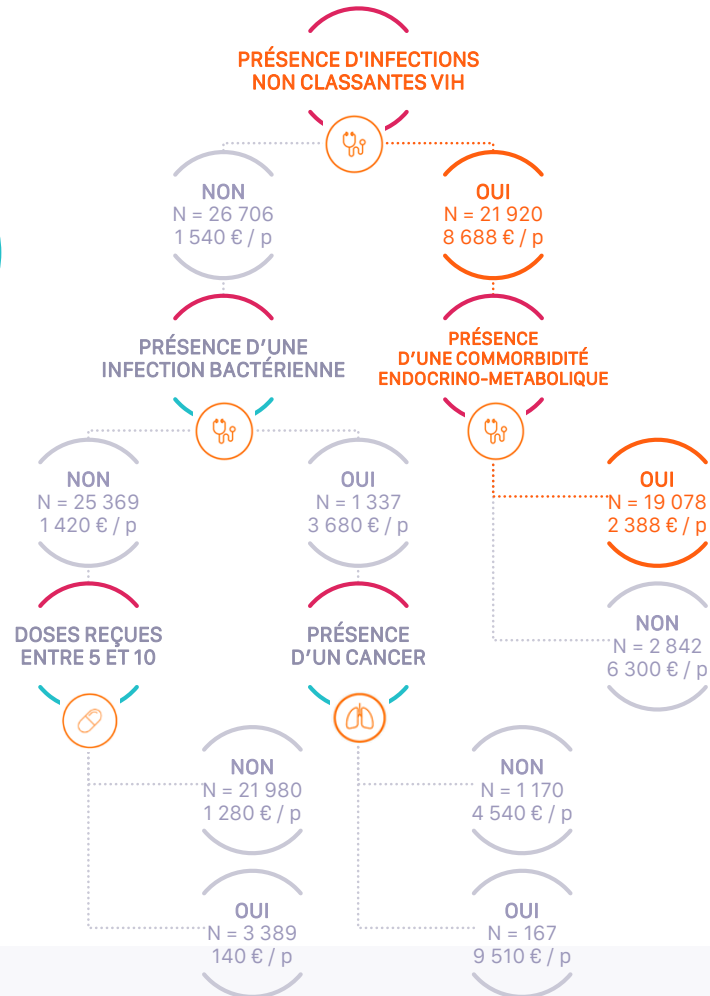 PRÉSENCE D'INFECTIONS
NON CLASSANTES VIH
NON
N = 26 706
1 540 € / p
OUI
N = 21 920
8 688 € / p
PRÉSENCE D’UNE
INFECTION BACTÉRIENNE
PRÉSENCE
D’UNE COMMORBIDITÉ
ENDOCRINO-METABOLIQUE
NON
N = 25 369
1 420 € / p
OUI
N = 1 337
3 680 € / p
OUI
N = 19 078
2 388 € / p
NON
N = 2 842
6 300 € / p
DOSES REÇUES
ENTRE 5 ET 10
PRÉSENCE
D’UN CANCER
NON
N = 21 980
1 280 € / p
NON
N = 1 170
4 540 € / p
OUI
N = 3 389
140 € / p
OUI
N = 167
9 510 € / p